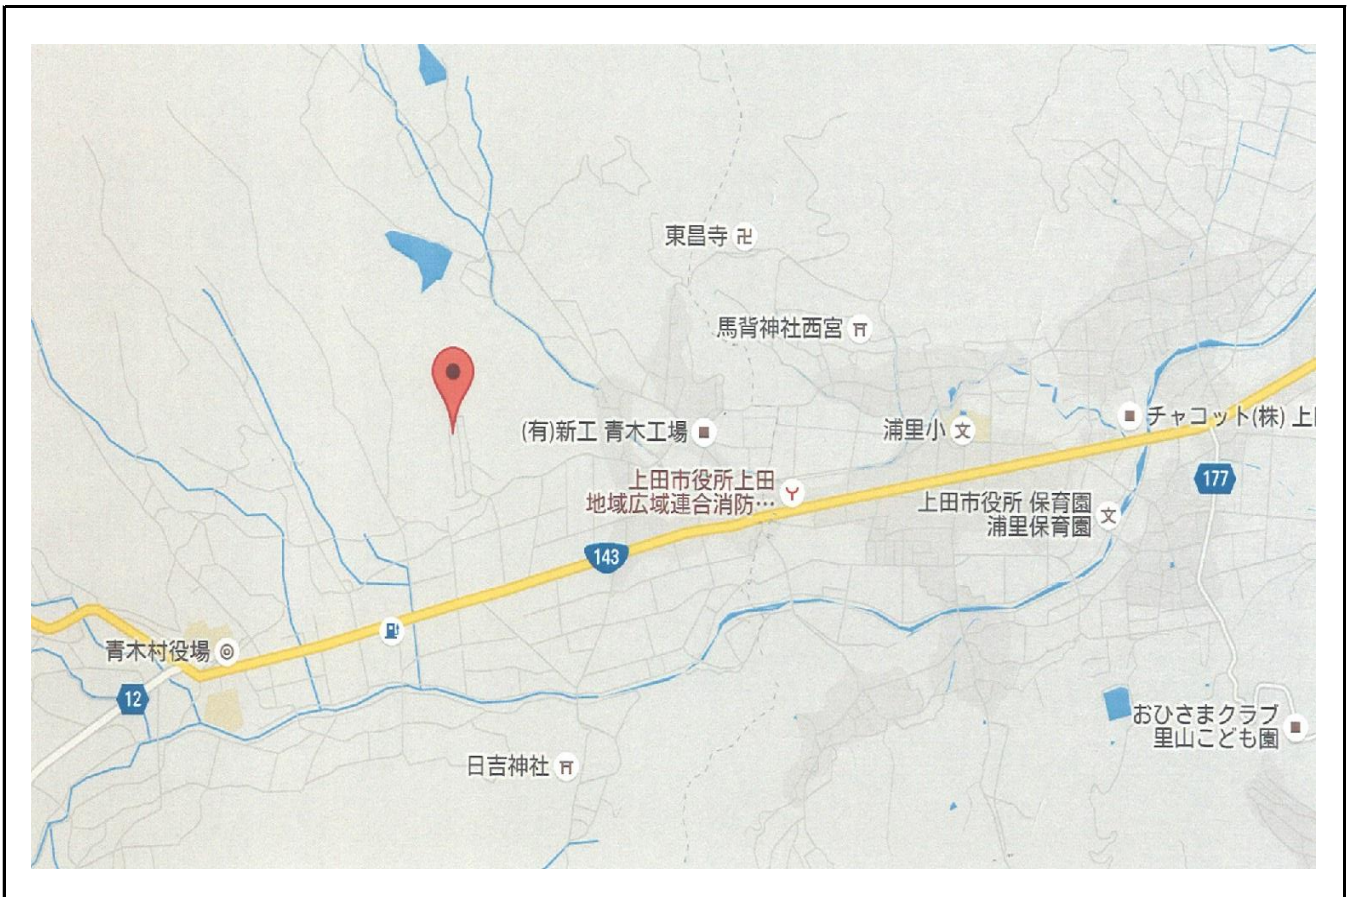 東昌寺
馬背神社西宮
(有)新工 青木工場
浦里小
文
チャコット(株) 上
177
上田市役所上田
地域広域連合消防…
上田市役所 保育園
浦里保育園
文
143
青木村役場
12
おひさまクラブ
里山こども園
日吉神社